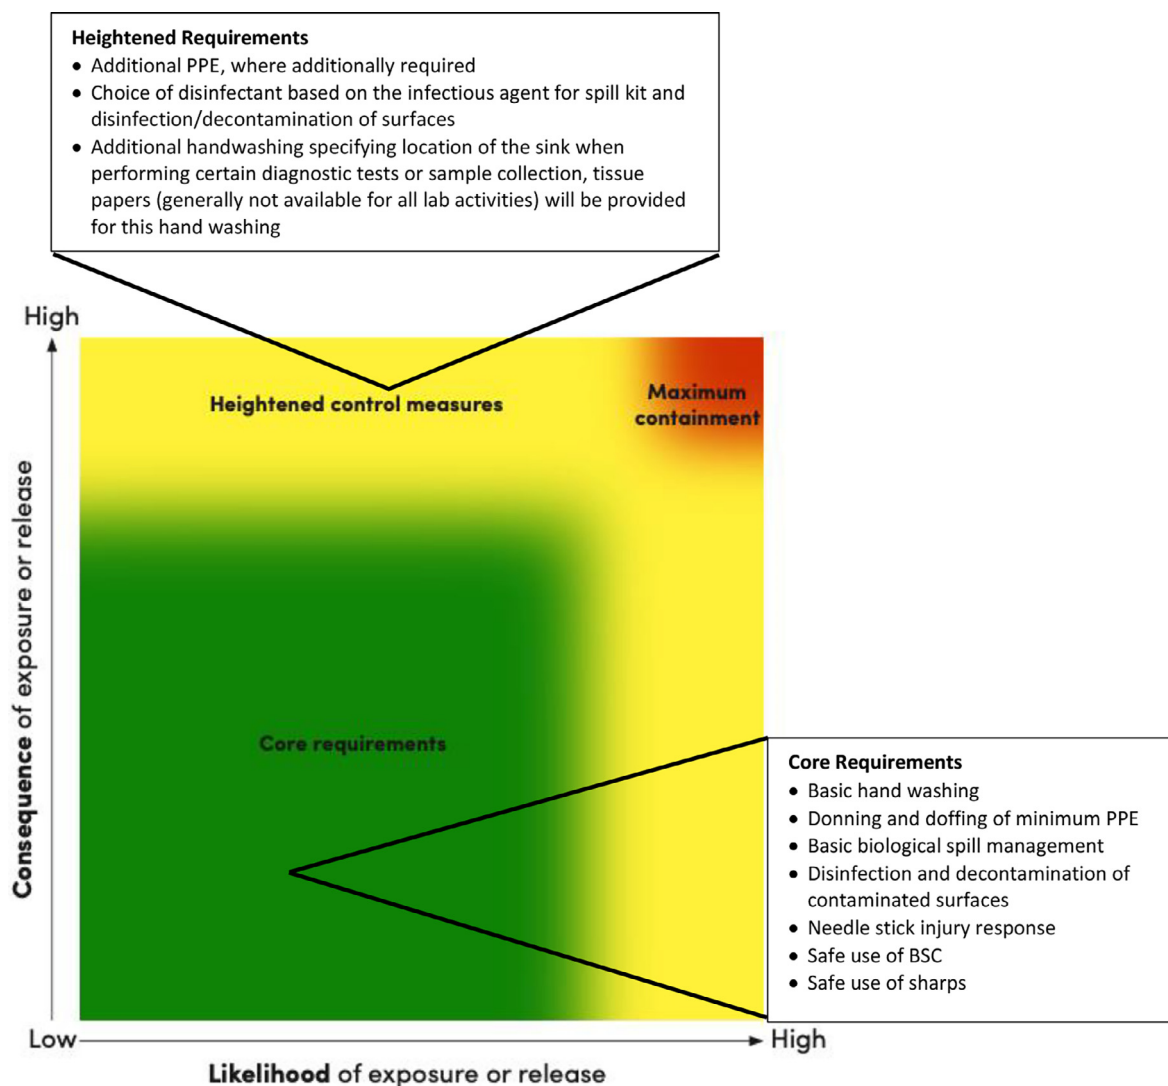 Heightened Requirements
• Additional PPE, where additionally required
• Choice of disinfectant based on the infectious agent for spill kit and
disinfection/decontamination of surfaces
• Additional handwashing specifying location of the sink when
performing certain diagnostic tests or sample collection, tissue
papers (generally not available for all lab activities) will be provided
for this hand washing
High
Heightened control measures
Maximum
containment
Consequence of exposure or release
Core requirements
Core Requirements
• Basic hand washing
• Donning and doffing of minimum PPE
• Basic biological spill management
• Disinfection and decontamination of
contaminated surfaces
• Needle stick injury response
• Safe use of BSC
• Safe use of sharps
Low
High
Likelihood of exposure or release